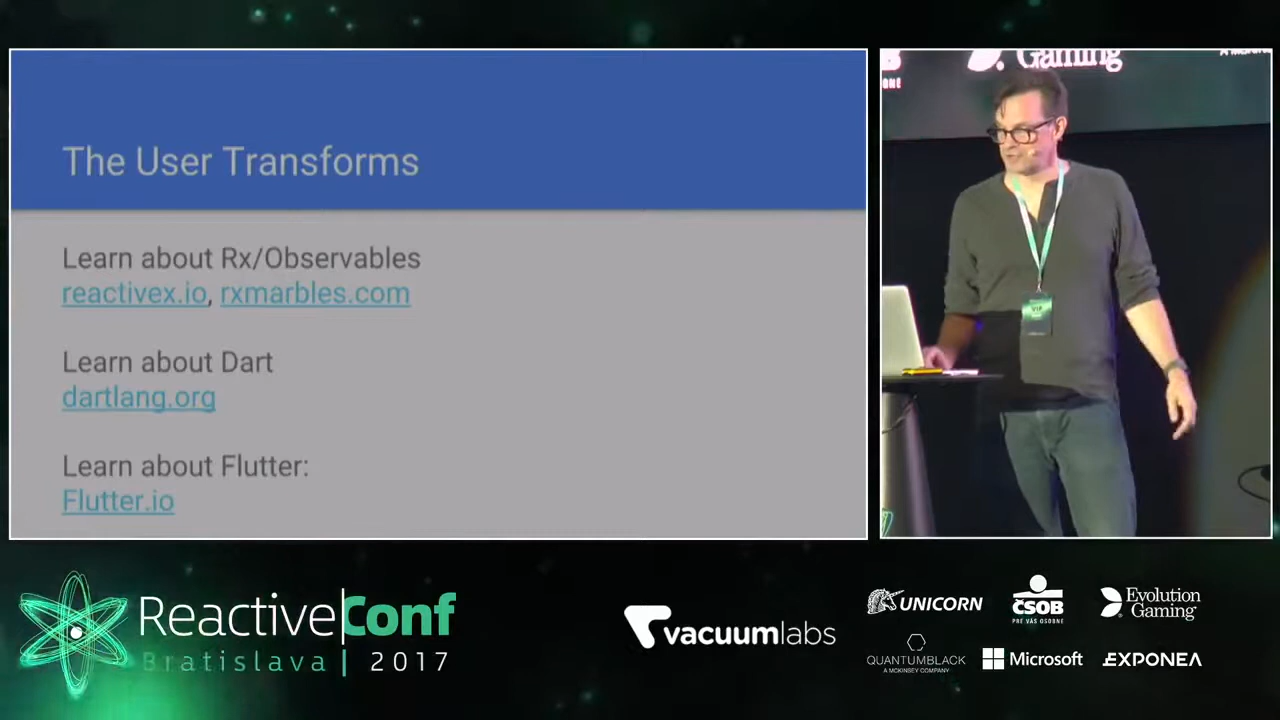 The User Transforms
Learn about Rx/Observables
reactivex.io, rxmarbles.com
Learn about Dart
dartlang.org
Learn about Flutter:
Flutter.io
Gaming
VIP
ReactiveConf
Bratislava | 2017
vacuumlabs
UNICORN
ČSOB
PRE VÁS OSOBNE
Evolution
Gaming
QUANTUMBLACK
A MCKINSEY COMPANY
Microsoft
EXPONEA